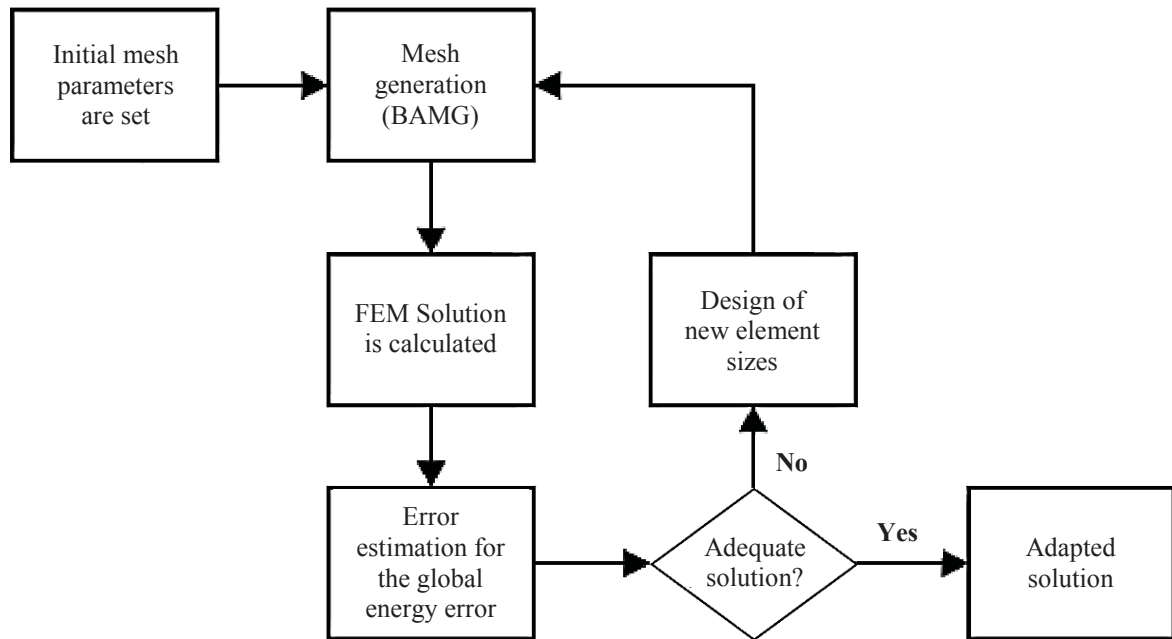 Initial mesh
parameters
are set
Mesh
generation
(BAMG)
FEM Solution
is calculated
Design of
new element
sizes
No
Error
estimation for
the global
energy error
Adequate
solution?
Yes
Adapted
solution